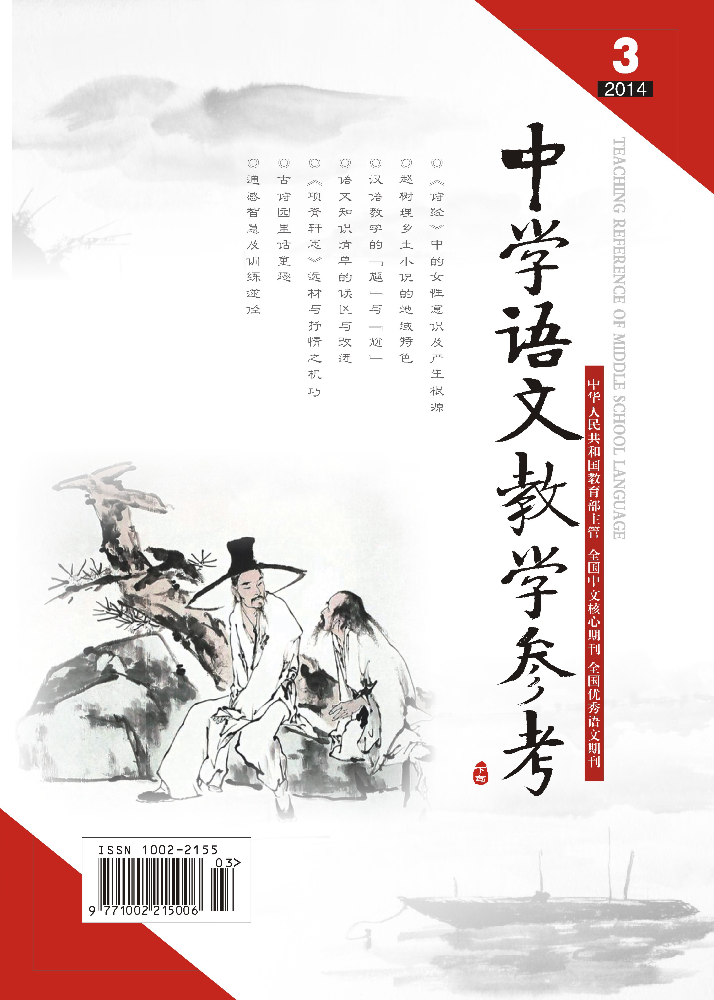 3
2014
TEACHING REFERENCE OF MIDDLE SCHOOL LANGUAGE
中华人民共和国教育部主管 全国中文核心期刊 全国优秀语文期刊
中学语文教学参考
下旬
◎《诗经》中的女性意识及产生根源
◎赵树理乡土小说的地域特色
◎汉语教学的『尴』与『尬』
◎语文知识清单的误区与改进
◎《项脊轩志》选材与抒情之机巧
◎古诗园里话童趣
◎通感智慧及训练途径
ISSN 1002-2155
03>
9 771002 215006